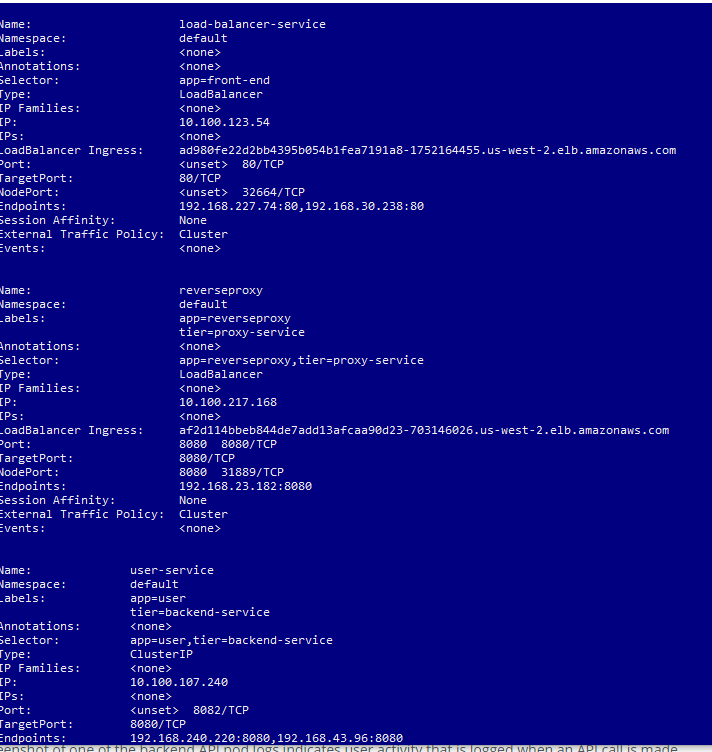 Name: load-balancer-service
Namespace: default
Labels: <none>
Annotations: <none>
Selector: app=front-end
Type: LoadBalancer
IP Families: <none>
IP: 10.100.123.54
IPs: <none>
LoadBalancer Ingress: ad980fe22d2bb4395b054b1fea7191a8-1752164455.us-west-2.elb.amazonaws.com
Port: <unset> 80/TCP
TargetPort: 80/TCP
NodePort: <unset> 32664/TCP
Endpoints: 192.168.227.74:80,192.168.30.238:80
Session Affinity: None
External Traffic Policy: Cluster
Events: <none>
Name: reverseproxy
Namespace: default
Labels: app=reverseproxy
tier=proxy-service
Annotations: <none>
Selector: app=reverseproxy,tier=proxy-service
Type: LoadBalancer
IP Families: <none>
IP: 10.100.217.168
IPs: <none>
LoadBalancer Ingress: af2d114bbeb844de7add13afcaa90d23-703146026.us-west-2.elb.amazonaws.com
Port: 8080 8080/TCP
TargetPort: 8080/TCP
NodePort: 8080 31889/TCP
Endpoints: 192.168.23.182:8080
Session Affinity: None
External Traffic Policy: Cluster
Events: <none>
Name: user-service
Namespace: default
Labels: app=user
tier=backend-service
Annotations: <none>
Selector: app=user,tier=backend-service
Type: ClusterIP
IP Families: <none>
IP: 10.100.107.240
IPs: <none>
Port: <unset> 8082/TCP
TargetPort: 8080/TCP
Endpoints: 192.168.240.220:8080,192.168.43.96:8080
eenshot of one of the backend API pod logs indicates user activity that is logged when an API call is made